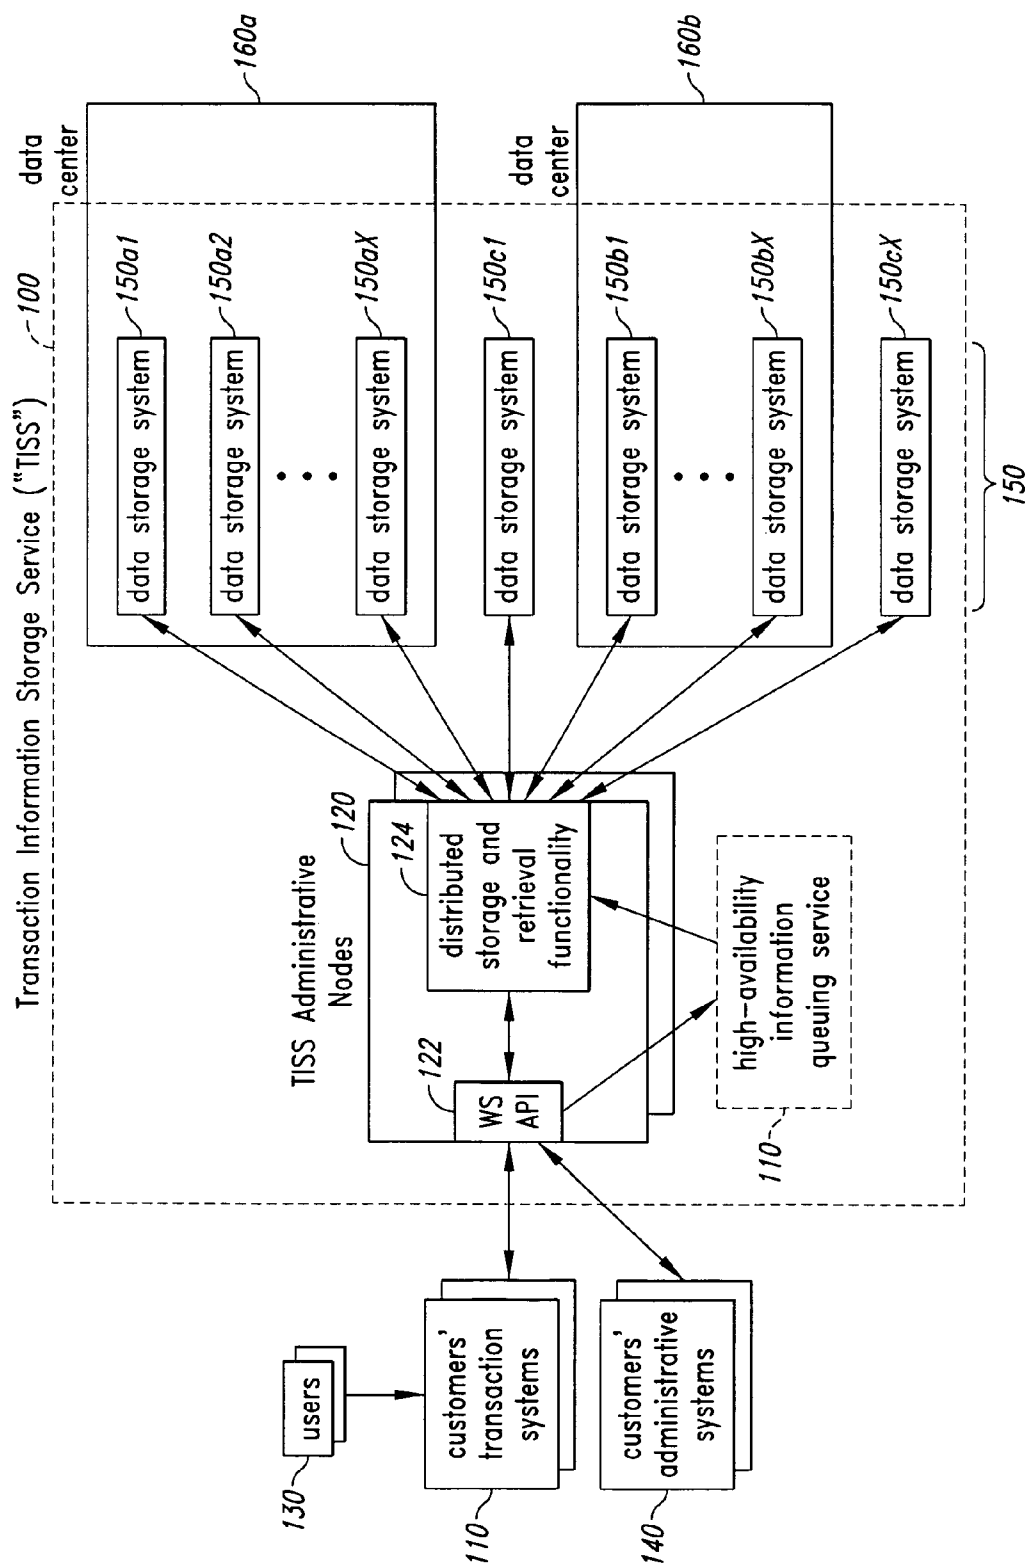 Transaction Information Storage Service ("TISS")
100
users
130
customers'
transaction
systems
110
customers'
administrative
systems
140
TISS Administrative
Nodes
120
WS
API
122
distributed
storage and
retrieval
functionality
124
high-availability
information
queuing service
110
data
center
160a
data storage system
150a1
data storage system
150a2
data storage system
150aX
data storage system
150c1
data
center
160b
data storage system
150b1
data storage system
150bX
data storage system
150cX
150